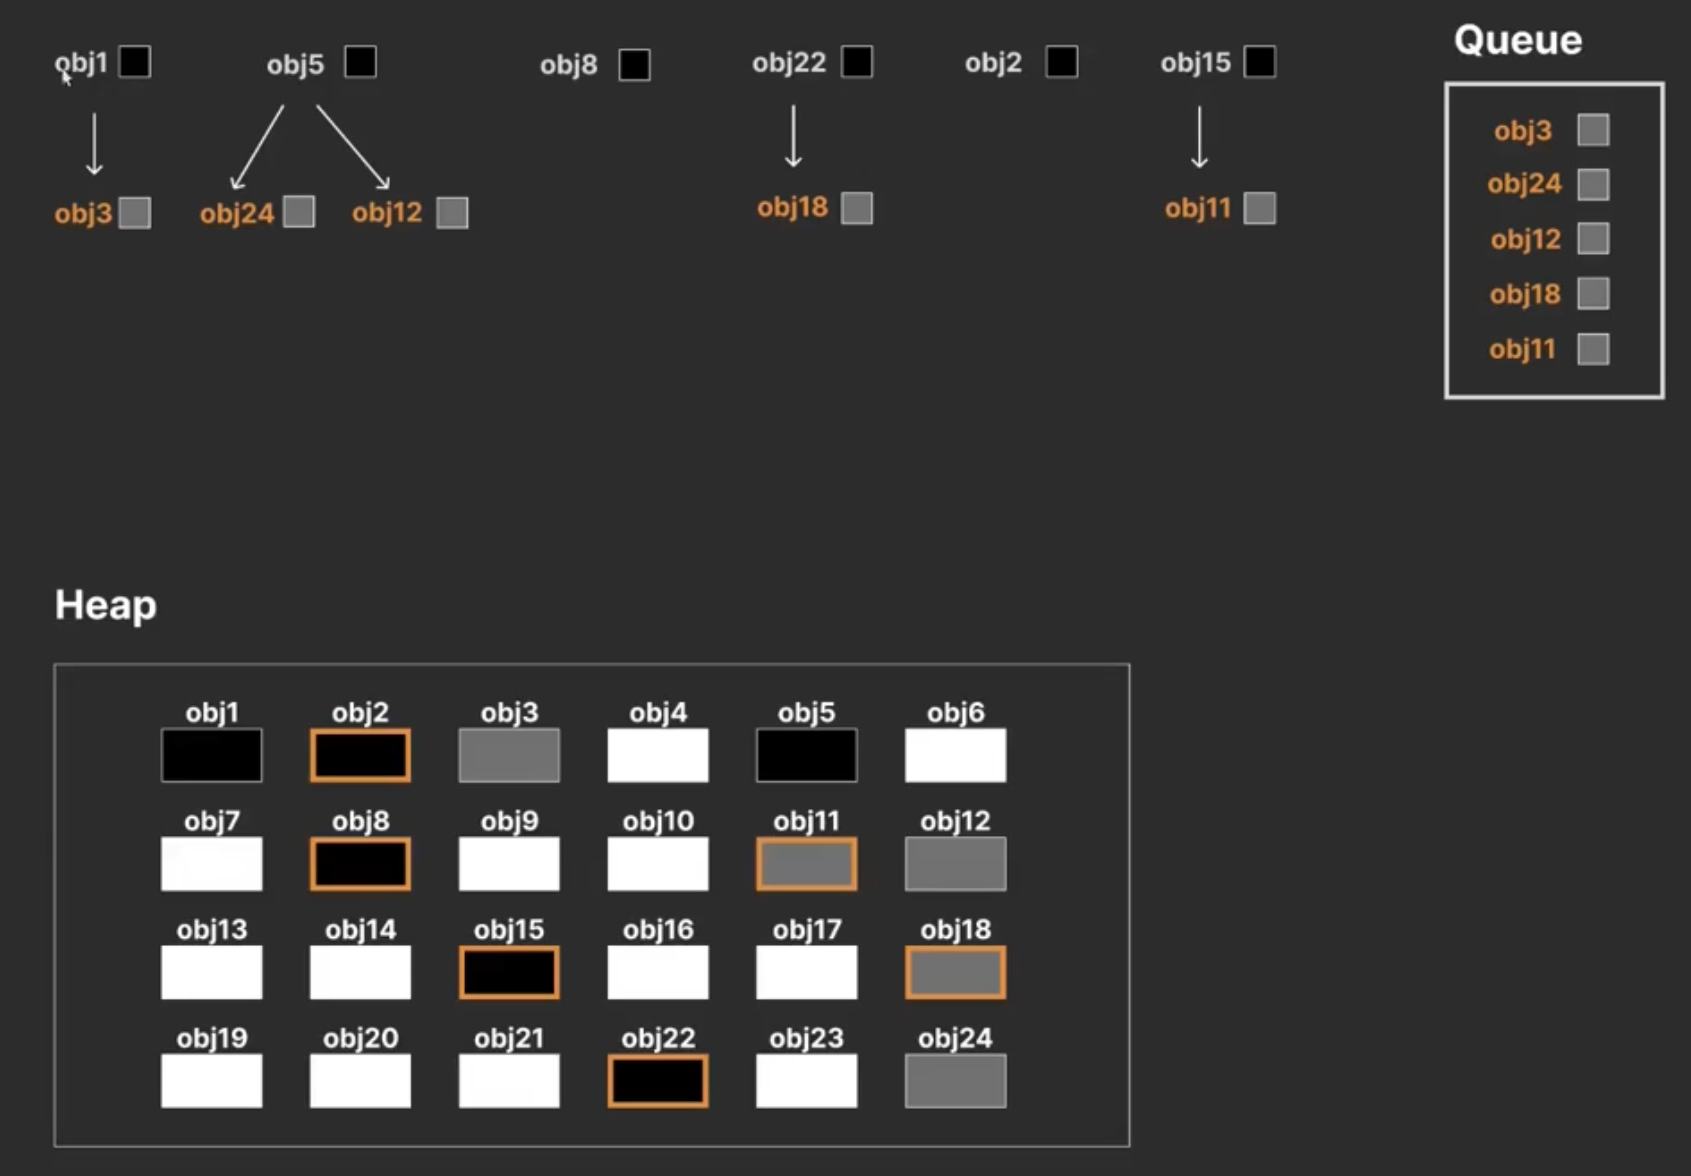 obj1 obj5 obj8 obj22 obj2 obj15
obj3 obj24 obj12 obj18 obj11
Queue
obj3
obj24
obj12
obj18
obj11
Heap
obj1 obj2 obj3 obj4 obj5 obj6
obj7 obj8 obj9 obj10 obj11 obj12
obj13 obj14 obj15 obj16 obj17 obj18
obj19 obj20 obj21 obj22 obj23 obj24